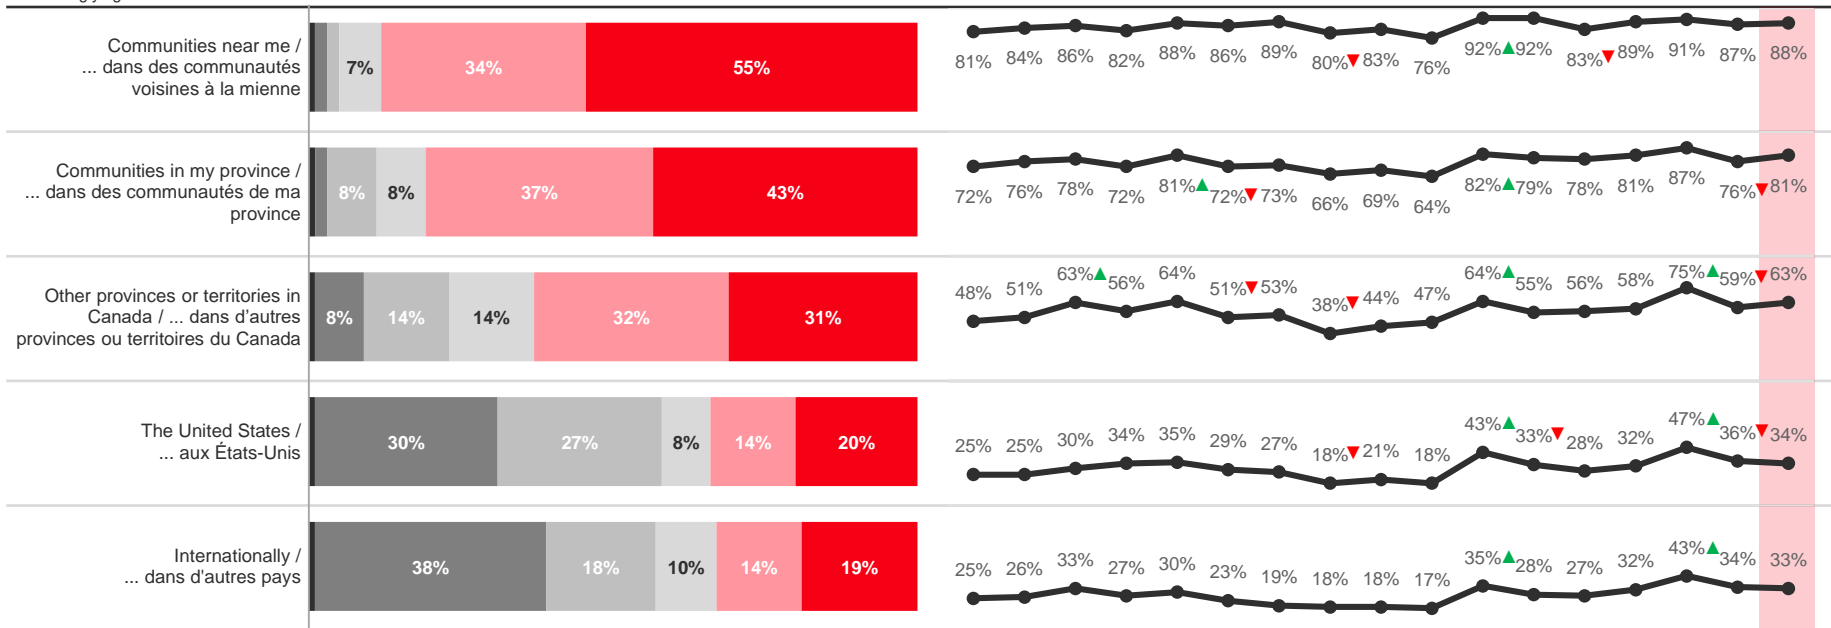 Communities near me /
... dans des communautés
voisines à la mienne
7% 34% 55%
81% 84% 86% 82% 88% 86% 89% 80%▼ 83% 76% 92%▲ 92% 83%▼ 89% 91% 87% 88%
Communities in my province /
... dans des communautés de ma
province
8% 8% 37% 43%
72% 76% 78% 72% 81%▲ 72%▼ 73% 66% 69% 64% 82%▲ 79% 78% 81% 87% 76%▼ 81%
Other provinces or territories in
Canada / ... dans d’autres
provinces ou territoires du Canada
8% 14% 14% 32% 31%
48% 51% 63%▲ 56% 64% 51%▼ 53% 38%▼ 44% 47% 64%▲ 55% 56% 58% 75%▲ 59%▼ 63%
The United States /
... aux États-Unis
30% 27% 8% 14% 20%
25% 25% 30% 34% 35% 29% 27% 18%▼ 21% 18% 43%▲ 33%▼ 28% 32% 47%▲ 36%▼ 34%
Internationally /
... dans d'autres pays
38% 18% 10% 14% 19%
25% 26% 33% 27% 30% 23% 19% 18% 18% 17% 35%▲ 28% 27% 32% 43%▲ 34% 33%